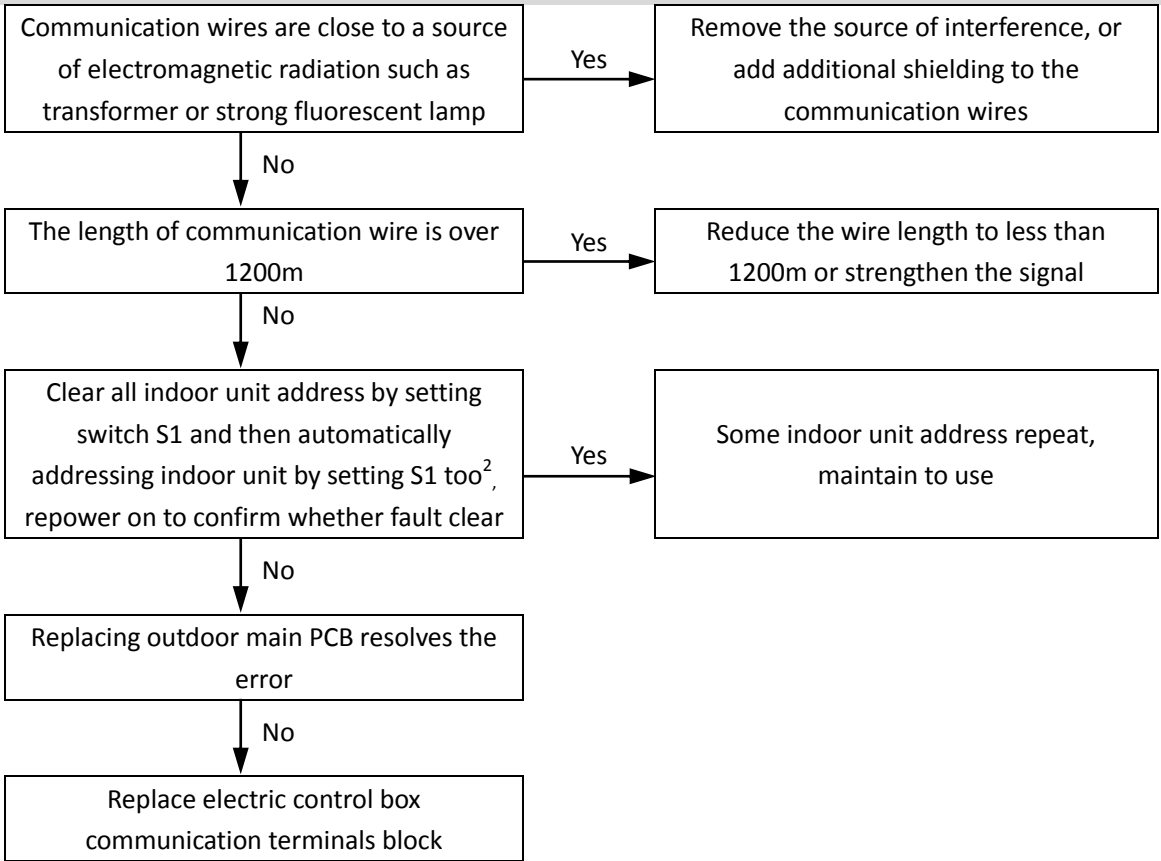 Communication wires are close to a source
of electromagnetic radiation such as
transformer or strong fluorescent lamp
Yes
Remove the source of interference, or
add additional shielding to the
communication wires
No
The length of communication wire is over
1200m
Yes
Reduce the wire length to less than
1200m or strengthen the signal
No
Clear all indoor unit address by setting
switch S1 and then automatically
addressing indoor unit by setting S1 too²,
repower on to confirm whether fault clear
Yes
Some indoor unit address repeat,
maintain to use
No
Replacing outdoor main PCB resolves the
error
No
Replace electric control box
communication terminals block